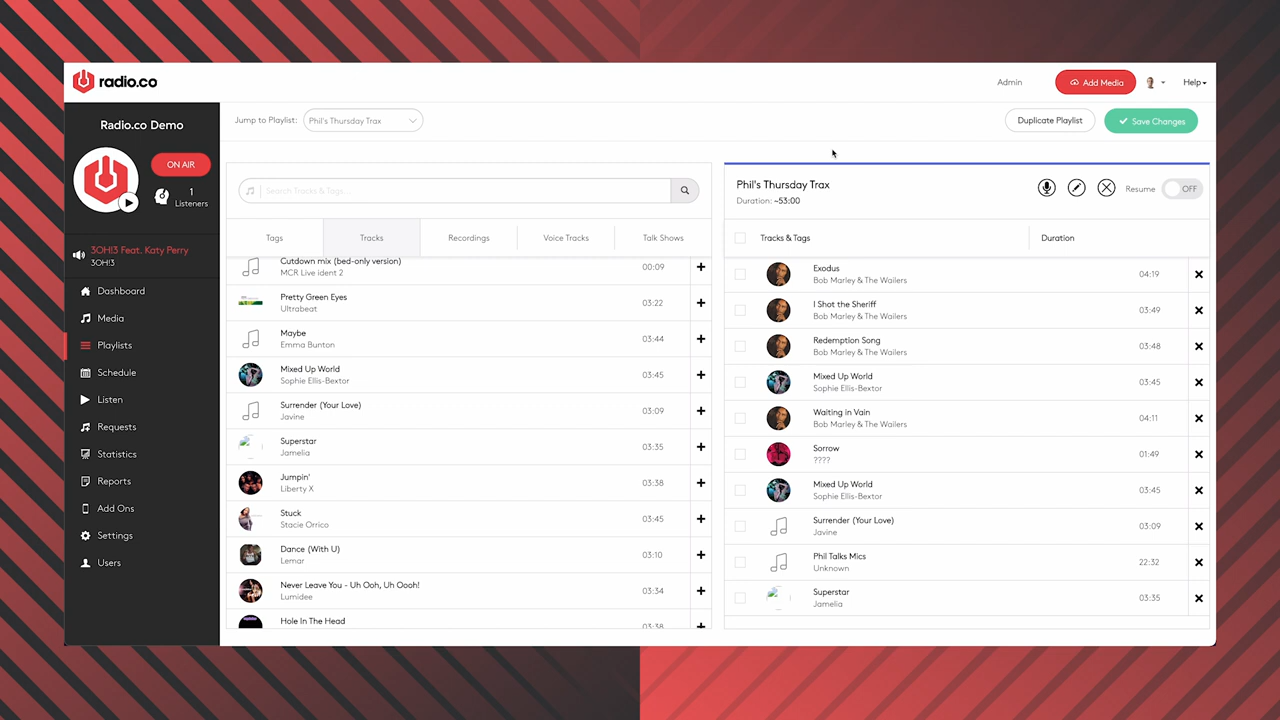 radio.co
Admin
Add Media
Help
Radio.co Demo
ON AIR
1
Listeners
3OH!3 Feat. Katy Perry
3OH!3
Dashboard
Media
Playlists
Schedule
Listen
Requests
Statistics
Reports
Add Ons
Settings
Users
Jump to Playlist:
Phil's Thursday Trax
Duplicate Playlist
Save Changes
Search Tracks & Tags...
Tags
Tracks
Recordings
Voice Tracks
Talk Shows
Cutdown mix (bed-only version)
MCR Live ident 2
00:09
Pretty Green Eyes
Ultrabeat
03:22
Maybe
Emma Bunton
03:44
Mixed Up World
Sophie Ellis-Bextor
03:45
Surrender (Your Love)
Javine
03:09
Superstar
Jamelia
03:35
Jumpin'
Liberty X
03:38
Stuck
Stacie Orrico
03:45
Dance (With U)
Lemar
03:10
Never Leave You - Uh Ooh, Uh Oooh!
Lumidee
03:34
Hole In The Head
03:38
Phil's Thursday Trax
Duration: ~53:00
Resume
OFF
Tracks & Tags
Duration
Exodus
Bob Marley & The Wailers
04:19
I Shot the Sheriff
Bob Marley & The Wailers
03:49
Redemption Song
Bob Marley & The Wailers
03:48
Mixed Up World
Sophie Ellis-Bextor
03:45
Waiting in Vain
Bob Marley & The Wailers
04:11
Sorrow
????
01:49
Mixed Up World
Sophie Ellis-Bextor
03:45
Surrender (Your Love)
Javine
03:09
Phil Talks Mics
Unknown
22:32
Superstar
Jamelia
03:35